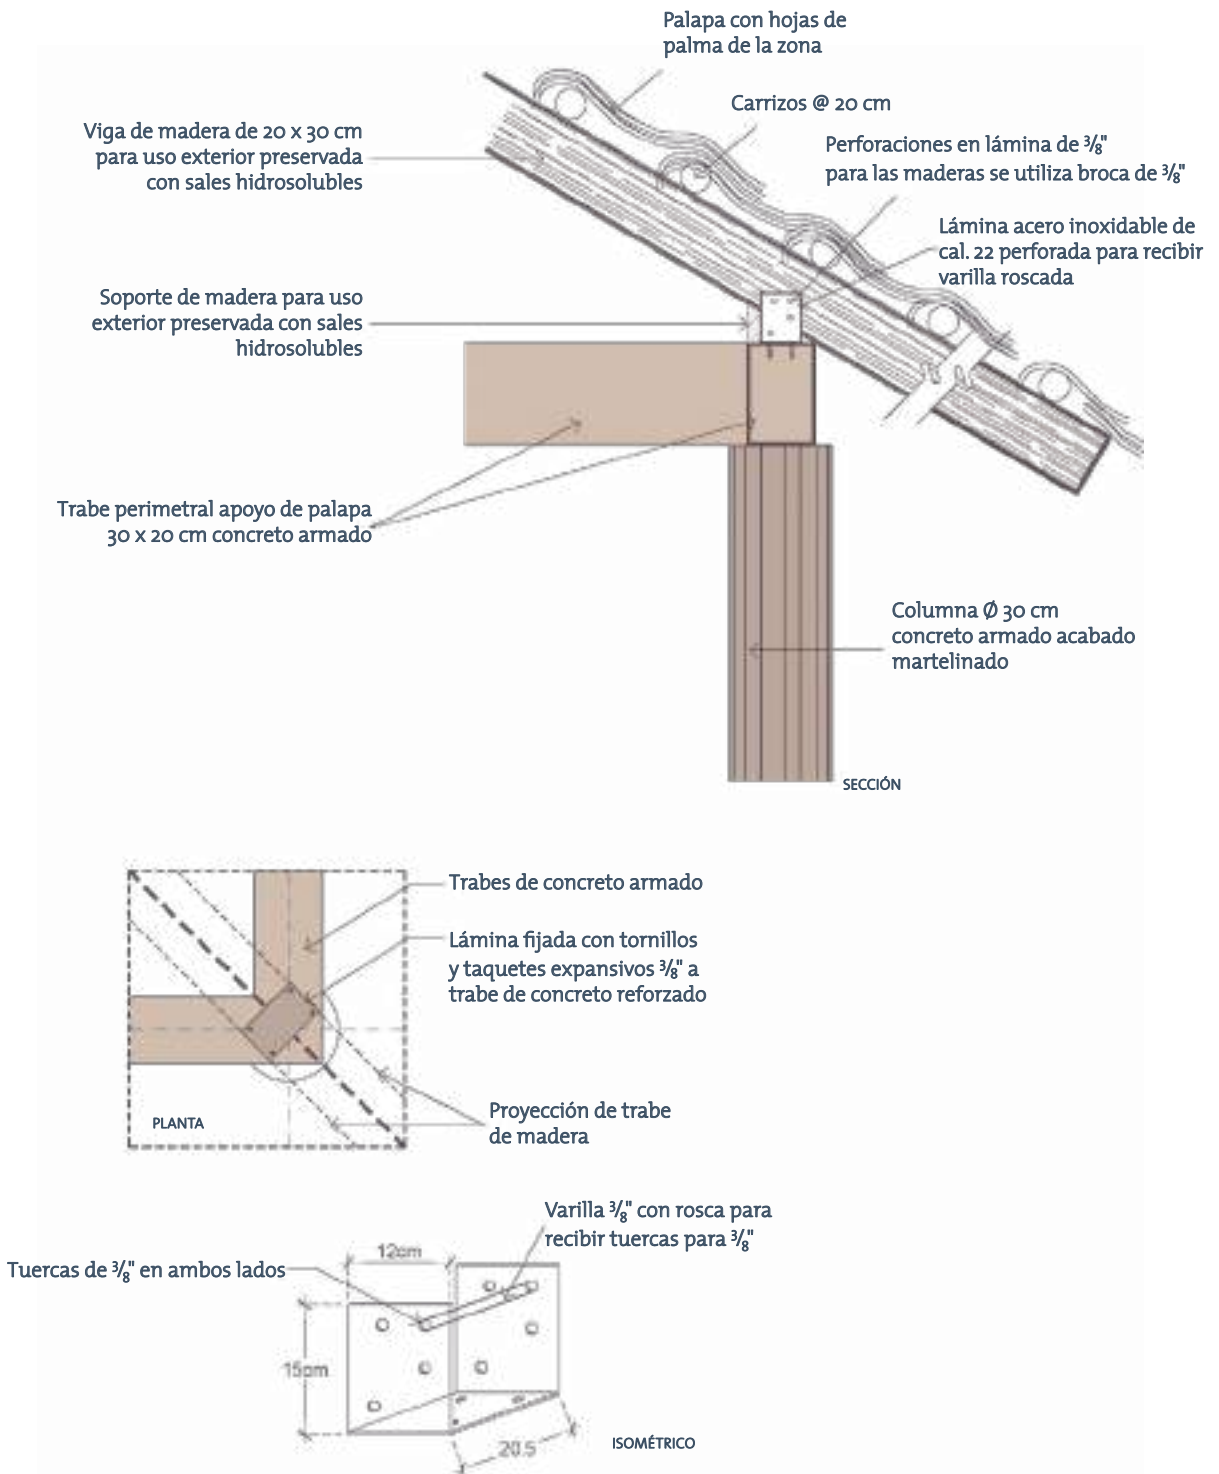 Palapa con hojas de
palma de la zona
Carrizos @ 20 cm
Viga de madera de 20 x 30 cm
para uso exterior preservada
con sales hidrosolubles
Perforaciones en lámina de 3/8"
para las maderas se utiliza broca de 3/8"
Lámina acero inoxidable de
cal. 22 perforada para recibir
varilla roscada
Soporte de madera para uso
exterior preservada con sales
hidrosolubles
Trabe perimetral apoyo de palapa
30 x 20 cm concreto armado
Columna Ø 30 cm
concreto armado acabado
martelinado
SECCIÓN
Trabes de concreto armado
Lámina fijada con tornillos
y taquetes expansivos 3/8" a
trabe de concreto reforzado
Proyección de trabe
de madera
PLANTA
Varilla 3/8" con rosca para
recibir tuercas para 3/8"
12cm
Tuercas de 3/8" en ambos lados
15cm
20.5
ISOMÉTRICO